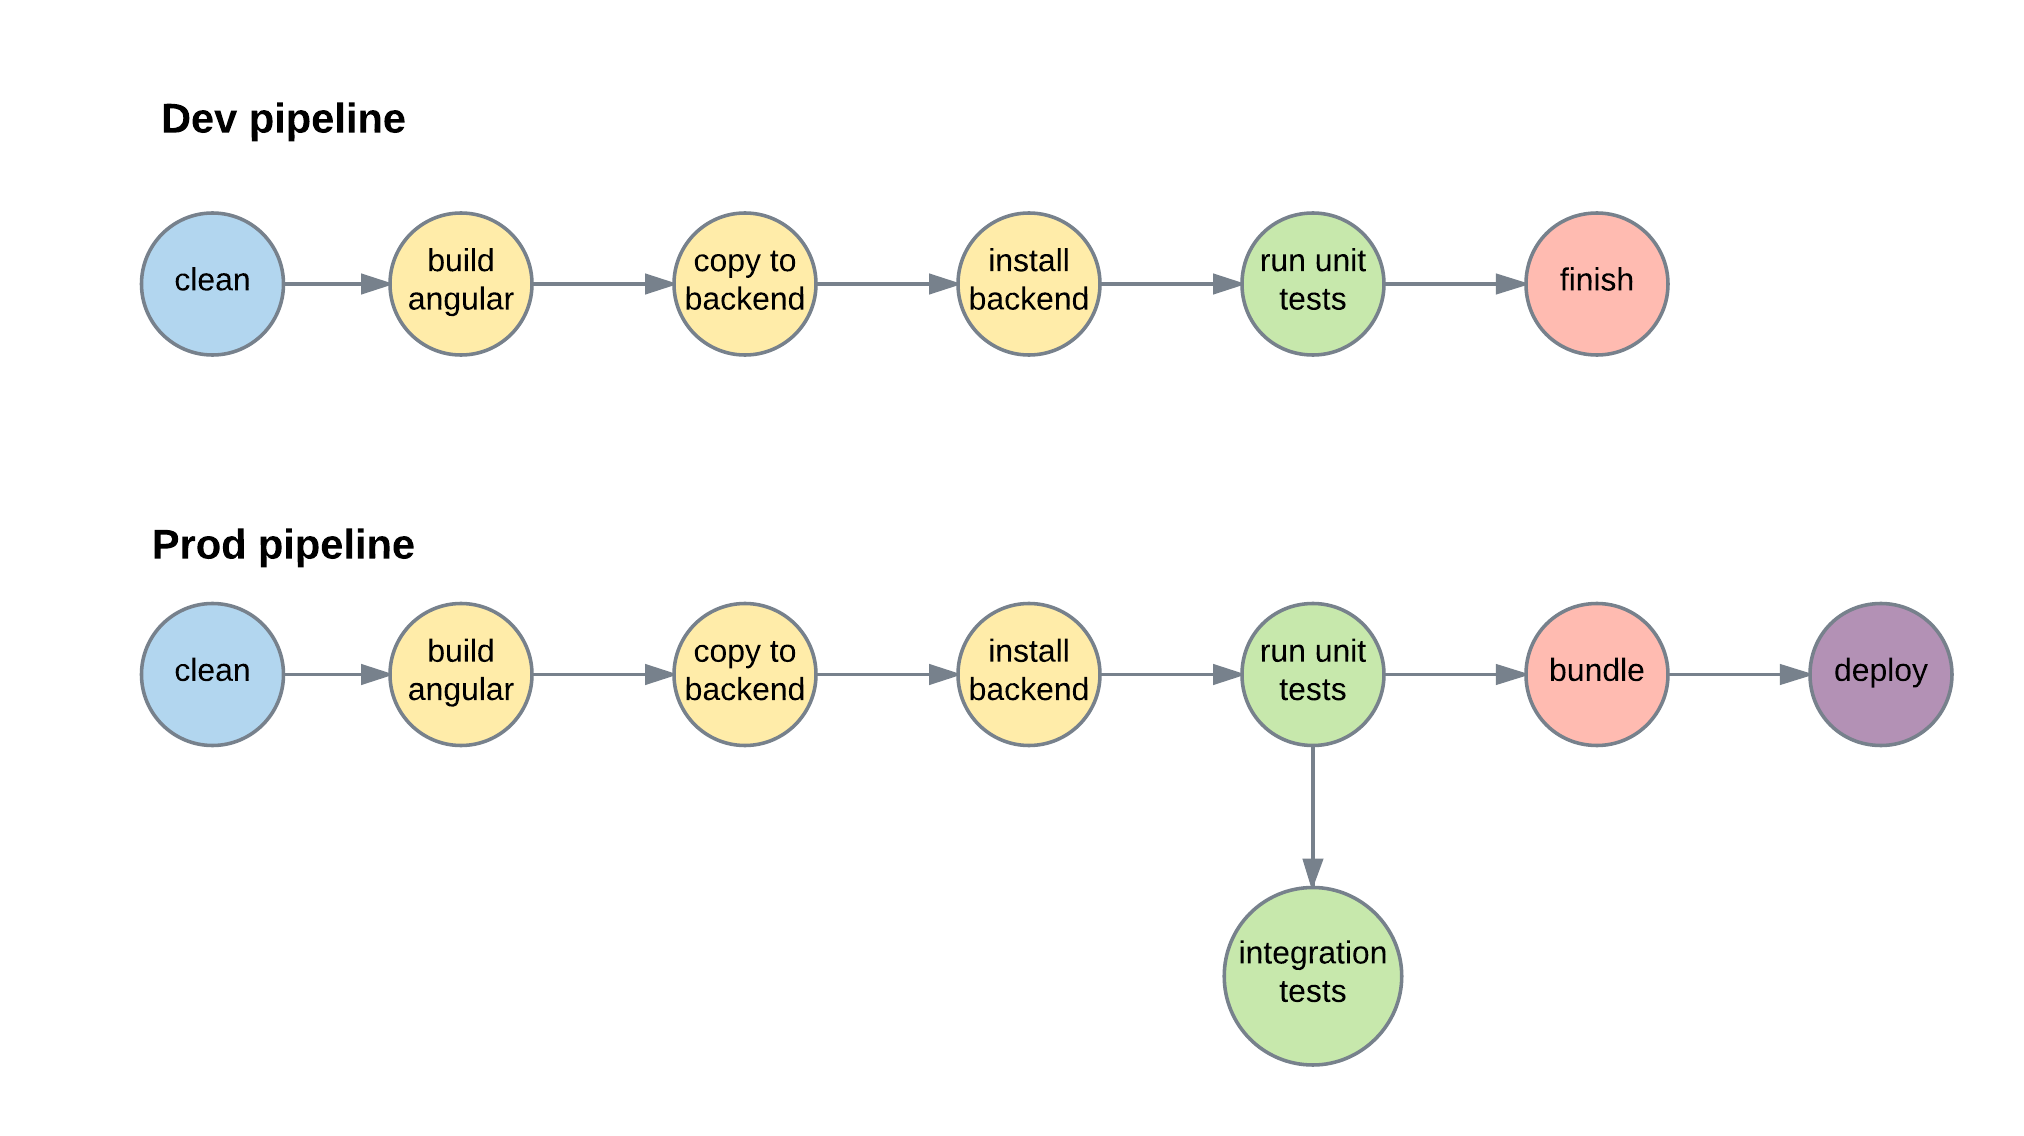 Dev pipeline
clean
build
angular
copy to
backend
install
backend
run unit
tests
finish
Prod pipeline
clean
build
angular
copy to
backend
install
backend
run unit
tests
bundle
deploy
integration
tests